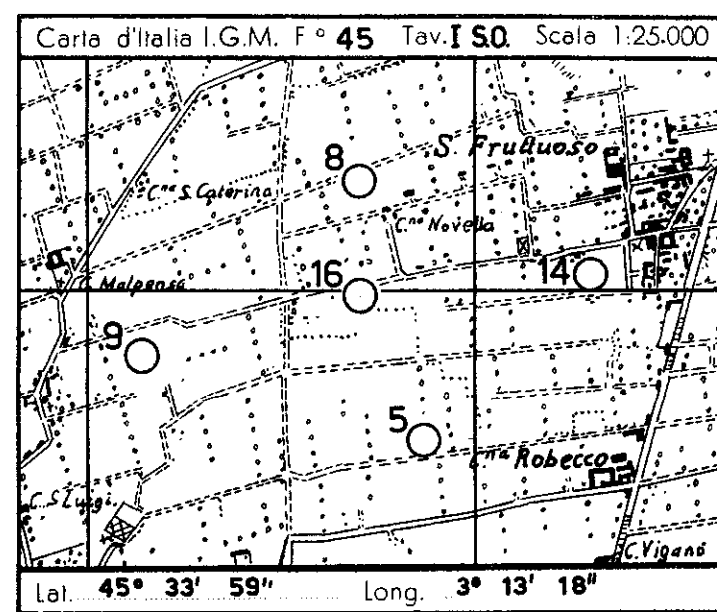 Carta d'Italia I.G.M. F° 45 Tav. I S.O. Scala 1:25.000
8
S. Fruttuoso
C.na S. Caterina
C.na Novella
16
14
C. Malpensa
9
5
C.na Robecco
C. S. Luigi
C. Viganò
Lat. 45° 33' 59" Long. 3° 13' 18"